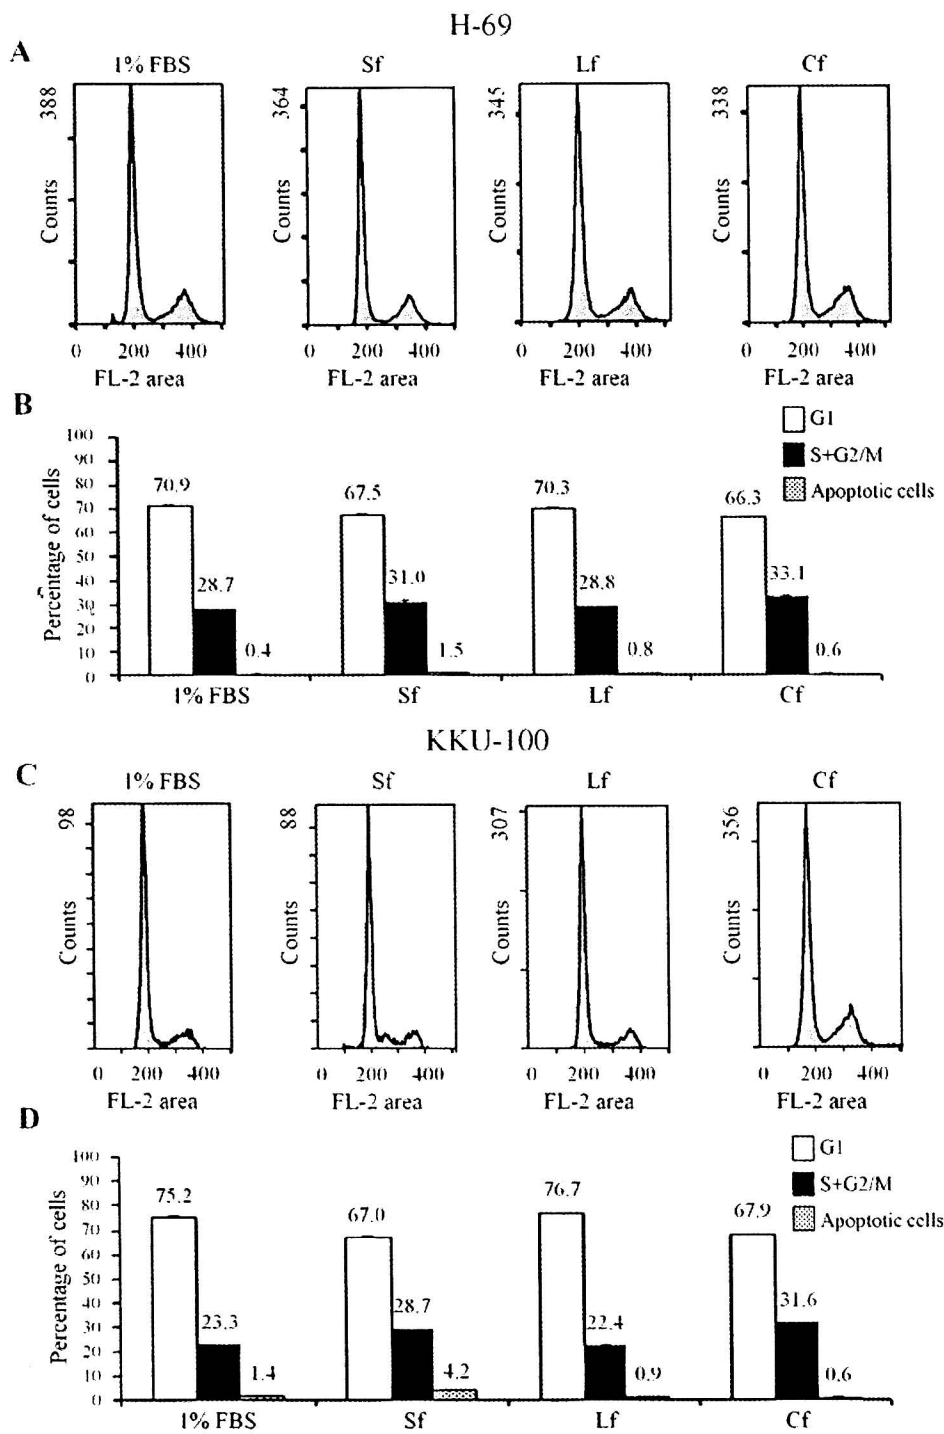 H-69
A
1% FBS Sf Lf Cf
388 364 345 338
Counts Counts Counts Counts
0 200 400 0 200 400 0 200 400 0 200 400
FL-2 area FL-2 area FL-2 area FL-2 area
B
G1
S+G2/M
Apoptotic cells
Percentage of cells
100
90
80
70
60
50
40
30
20
10
0
70.9 28.7 0.4 67.5 31.0 1.5 70.3 28.8 0.8 66.3 33.1 0.6
1% FBS Sf Lf Cf
KKU-100
C
1% FBS Sf Lf Cf
98 88 307 356
Counts Counts Counts Counts
0 200 400 0 200 400 0 200 400 0 200 400
FL-2 area FL-2 area FL-2 area FL-2 area
D
G1
S+G2/M
Apoptotic cells
Percentage of cells
100
90
80
70
60
50
40
30
20
10
0
75.2 23.3 1.4 67.0 28.7 4.2 76.7 22.4 0.9 67.9 31.6 0.6
1% FBS Sf Lf Cf